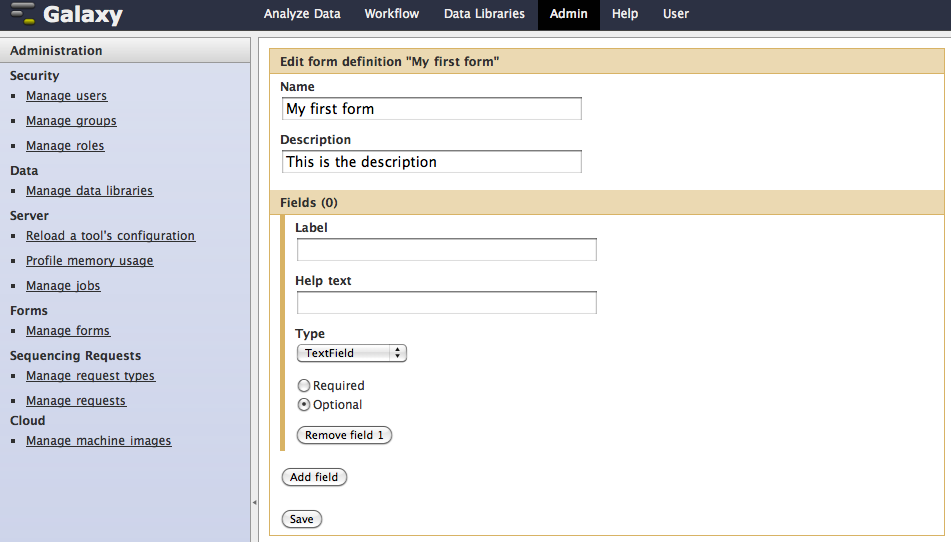 Galaxy
Analyze Data Workflow Data Libraries Admin Help User
Administration
Security
Manage users
Manage groups
Manage roles
Data
Manage data libraries
Server
Reload a tool's configuration
Profile memory usage
Manage jobs
Forms
Manage forms
Sequencing Requests
Manage request types
Manage requests
Cloud
Manage machine images
Edit form definition "My first form"
Name
My first form
Description
This is the description
Fields (0)
Label
Help text
Type
TextField
Required
Optional
Remove field 1
Add field
Save